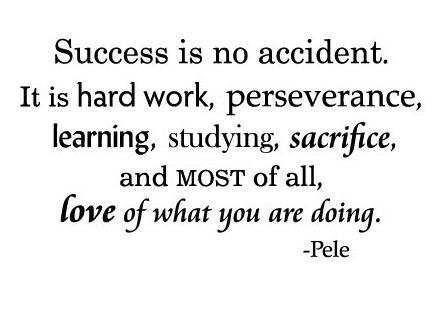 Success is no accident.
It is hard work, perseverance,
learning, studying, sacrifice,
and MOST of all,
love of what you are doing.
-Pele